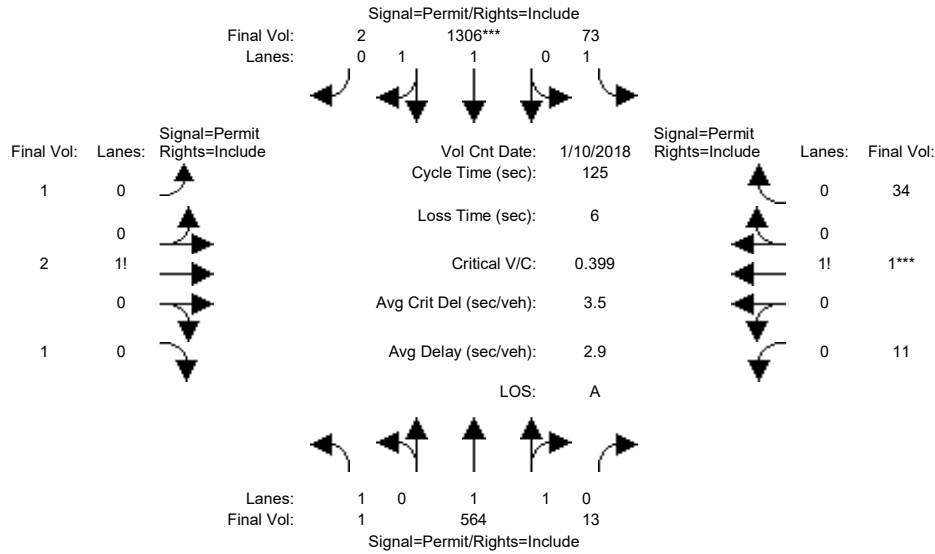 Signal=Permit/Rights=Include
Final Vol: 2 1306*** 73
Lanes: 0 1 1 0 1
Signal=Permit
Final Vol: Lanes: Rights=Include
Vol Cnt Date: 1/10/2018
Signal=Permit
Rights=Include Lanes: Final Vol:
Cycle Time (sec): 125
1 0
0 34
Loss Time (sec): 6
0
0
2 1!
Critical V/C: 0.399
1! 1***
0
Avg Crit Del (sec/veh): 3.5
0
1 0
Avg Delay (sec/veh): 2.9
0 11
LOS: A
Lanes: 1 0 1 1 0
Final Vol: 1 564 13
Signal=Permit/Rights=Include